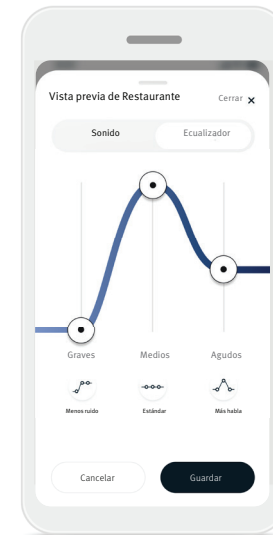 Vista previa de Restaurante Cerrar ×
Sonido Ecualizador
Graves Medios Agudos
Menos ruido Estándar Más habla
Cancelar Guardar